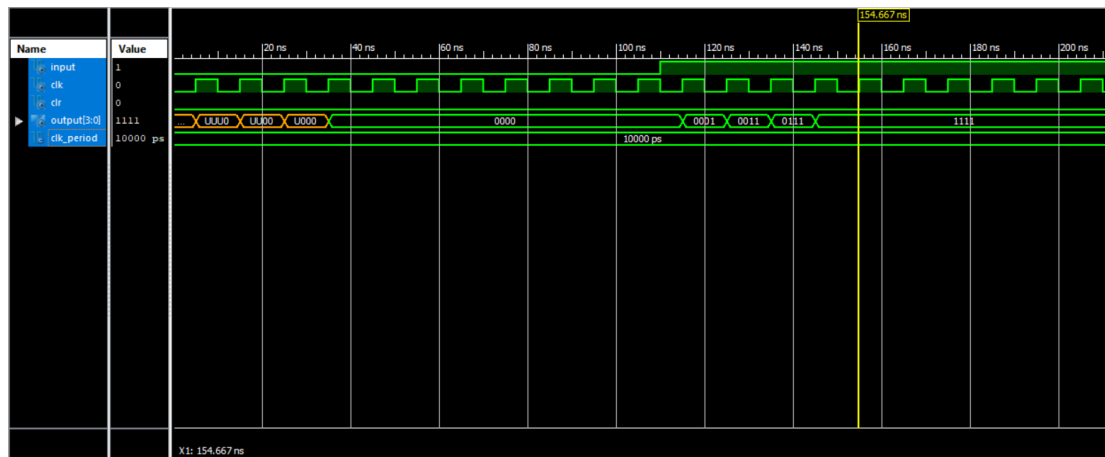 154.667 ns
Name Value
20 ns 40 ns 60 ns 80 ns 100 ns 120 ns 140 ns 160 ns 180 ns 200 ns
input 1
clk 0
clr 0
output[3:0] 1111 ... UUU0 UU00 U000 0000 0001 0011 0111 1111
clk_period 10000 ps 10000 ps
X1: 154.667 ns